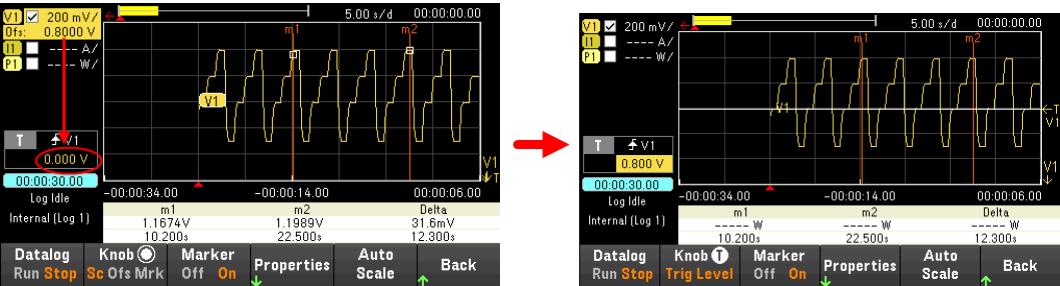 V1 200 mV/
Ofs: 0.8000 V
I1 ---- A/
P1 ---- W/
5.00 s/d 00:00:00.00
m1 m2
V1
T V1
0.000 V
00:00:30.00
Log Idle
Internal (Log 1)
V1
T
-00:00:34.00 -00:00:14.00 00:00:06.00
m1 m2 Delta
1.1674V 1.1989V 31.6mV
10.200s 22.500s 12.300s
Datalog Knob Marker Properties Auto Back
Run Stop Sc Ofs Mrk Off On Scale
V1 200 mV/
I1 ---- A/
P1 ---- W/
5.00 s/d 00:00:00.00
m1 m2
V1
T
V1
T V1
0.800 V
00:00:30.00
Log Idle
Internal (Log 1)
V1
-00:00:34.00 -00:00:14.00 00:00:06.00
m1 m2 Delta
----- W ----- W ----- W
10.200s 22.500s 12.300s
Datalog Knob T Marker Properties Auto Back
Run Stop Trig Level Off On Scale